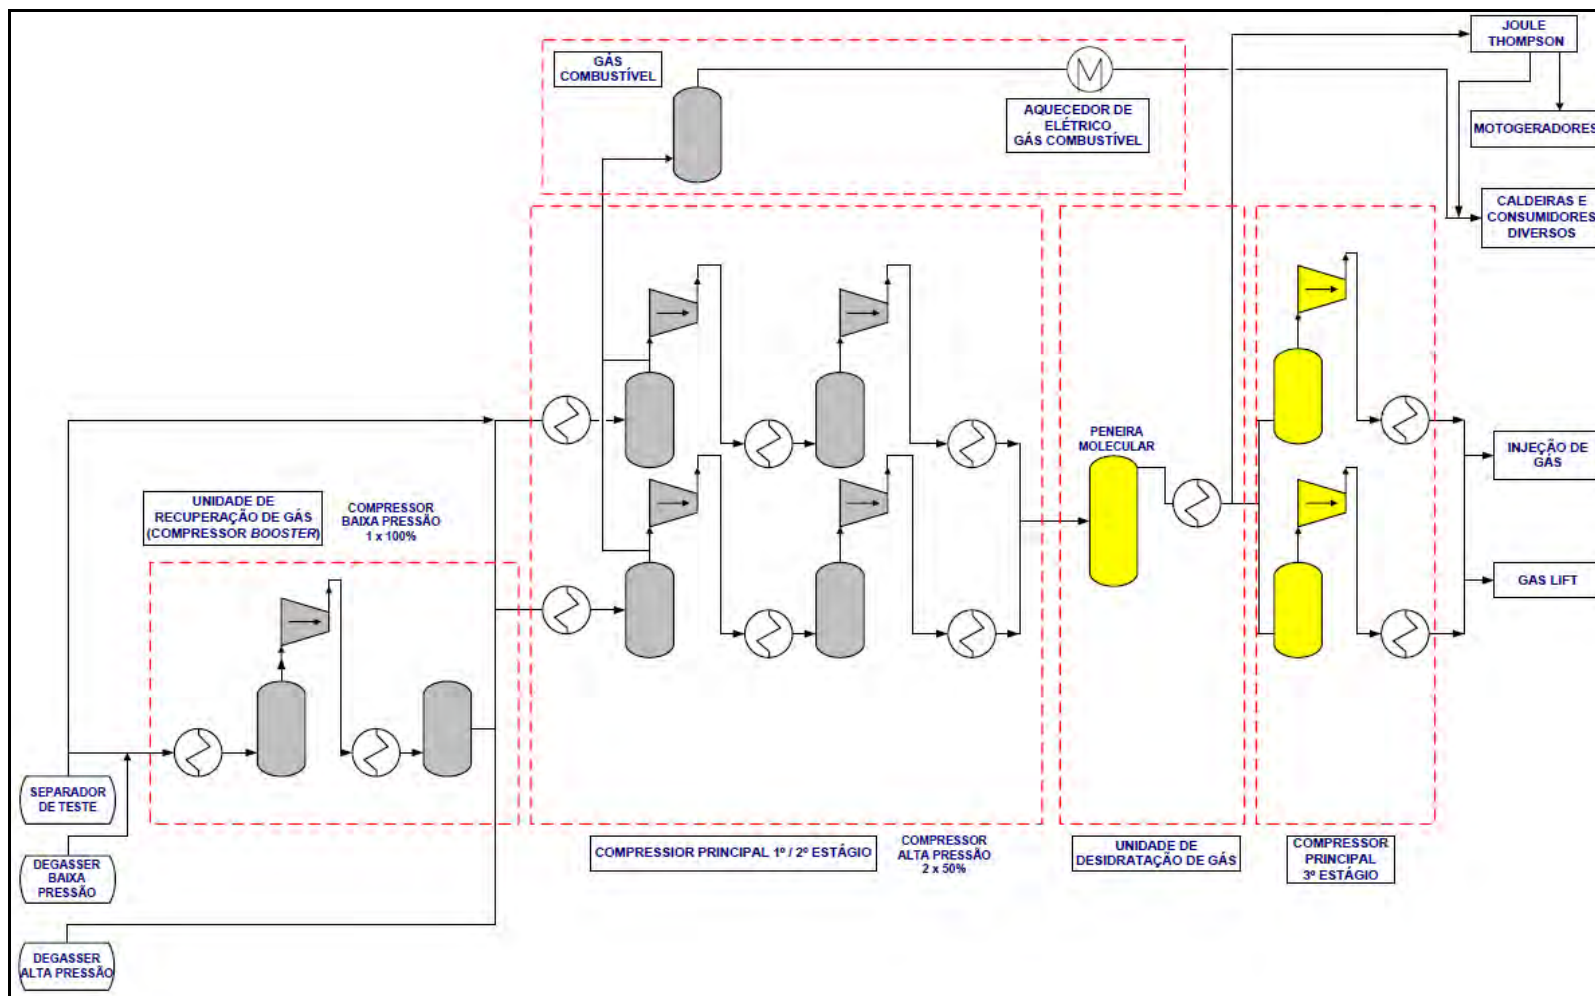 JOULE
THOMPSON
GÁS
COMBUSTÍVEL
AQUECEDOR DE
ELÉTRICO
GÁS COMBUSTÍVEL
MOTOGERADORES
CALDEIRAS E
CONSUMIDORES
DIVERSOS
PENEIRA
MOLECULAR
INJEÇÃO DE
GÁS
UNIDADE DE
RECUPERAÇÃO DE GÁS
(COMPRESSOR BOOSTER)
COMPRESSOR
BAIXA PRESSÃO
1 x 100%
GAS LIFT
SEPARADOR
DE TESTE
DEGASSER
BAIXA
PRESSÃO
COMPRESSIOR PRINCIPAL 1º / 2º ESTÁGIO
COMPRESSOR
ALTA PRESSÃO
2 x 50%
UNIDADE DE
DESIDRATAÇÃO DE GÁS
COMPRESSOR
PRINCIPAL
3º ESTÁGIO
DEGASSER
ALTA PRESSÃO